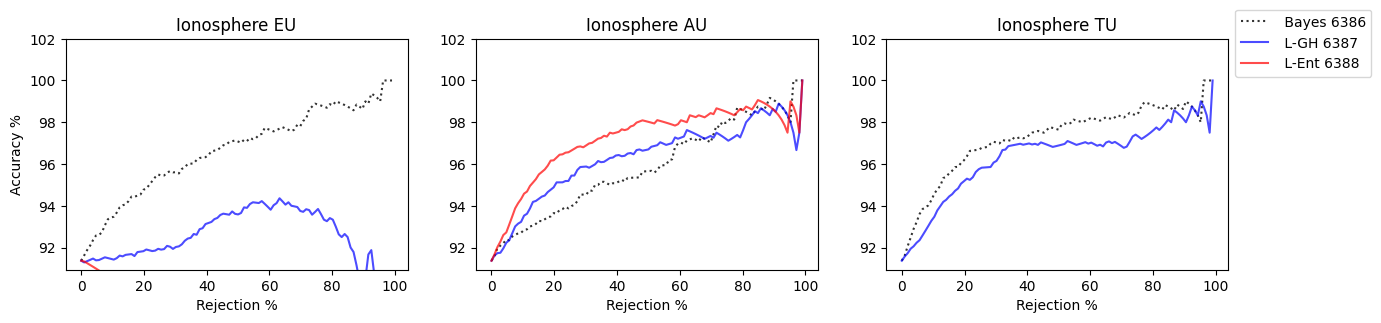 Ionosphere EU
102
100
98
96
94
92
Accuracy %
0 20 40 60 80 100
Rejection %
Ionosphere AU
102
100
98
96
94
92
0 20 40 60 80 100
Rejection %
Ionosphere TU
102
100
98
96
94
92
0 20 40 60 80 100
Rejection %
Bayes 6386
L-GH 6387
L-Ent 6388